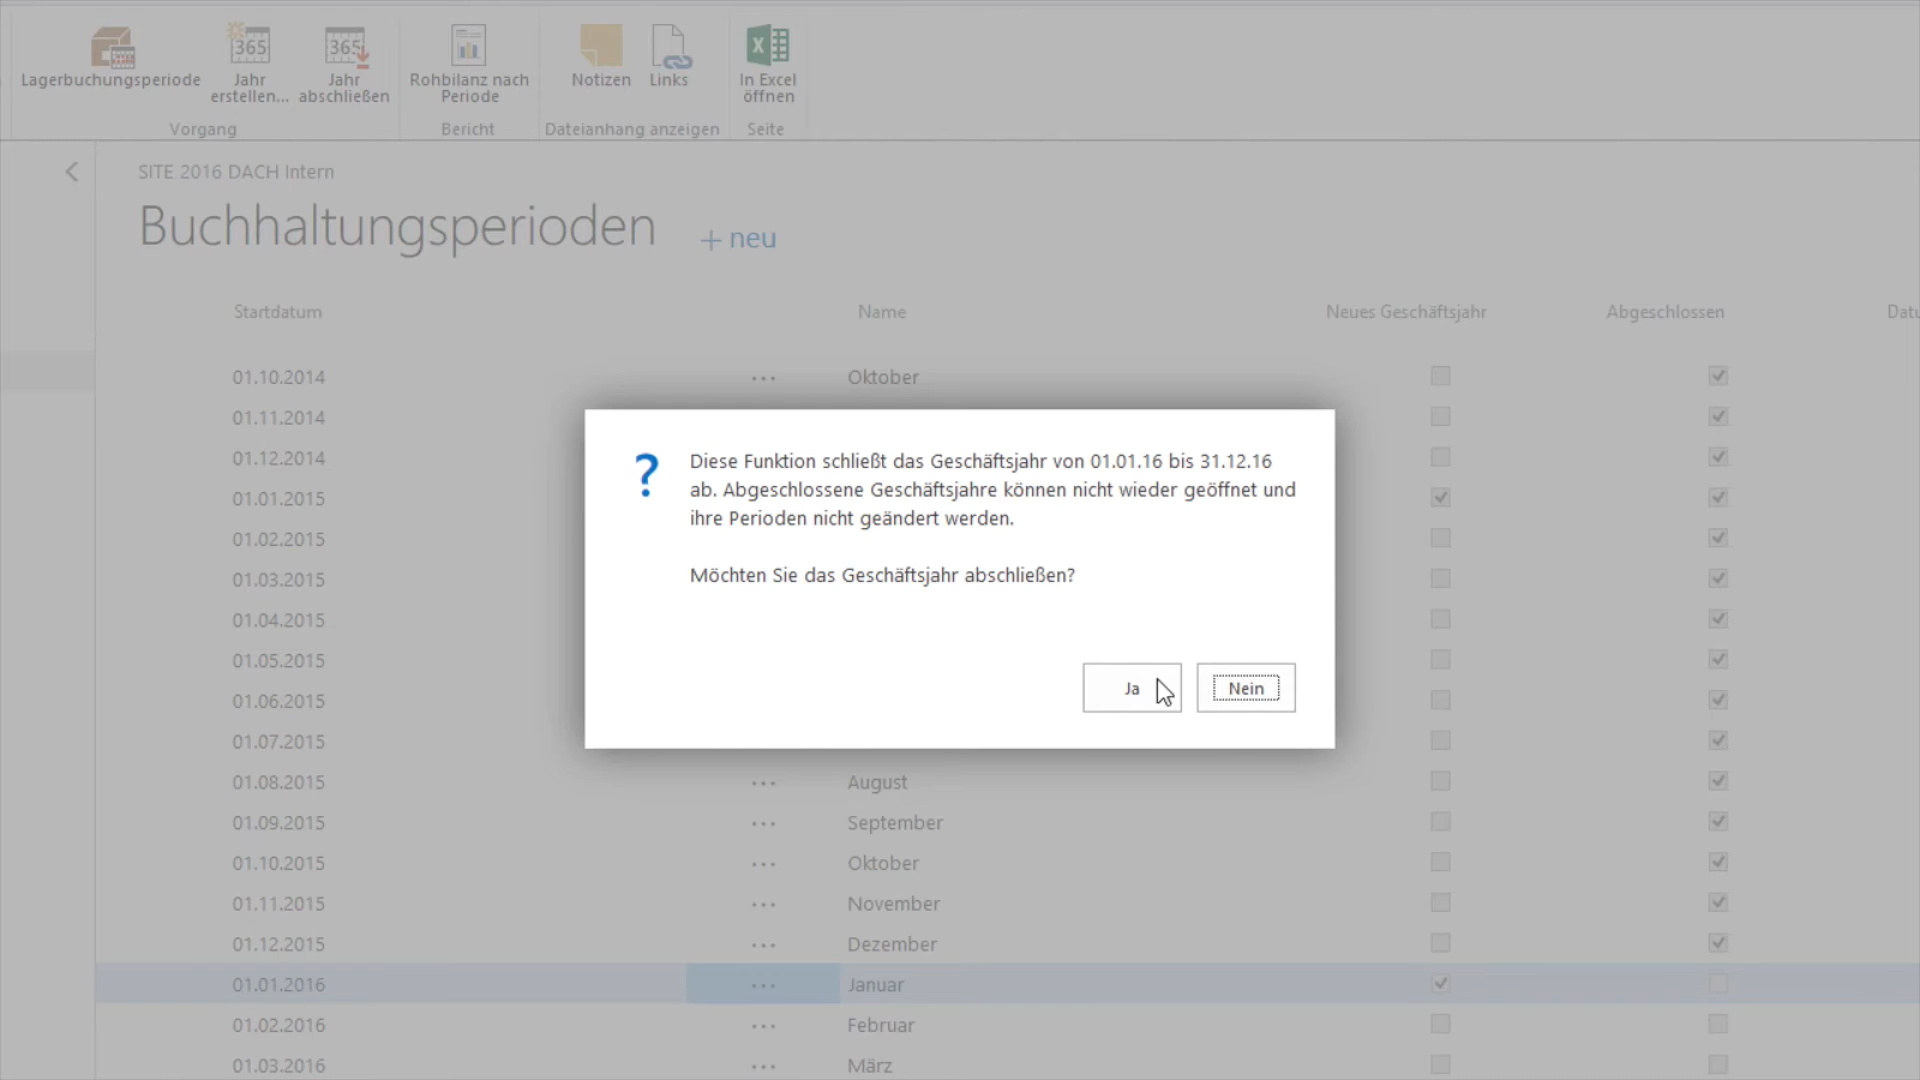 Lagerbuchungsperiode
Jahr
erstellen...
Jahr
abschließen
Rohbilanz nach
Periode
Notizen
Links
In Excel
öffnen
Vorgang
Bericht
Dateianhang anzeigen
Seite
SITE 2016 DACH Intern
Buchhaltungsperioden
+ neu
Startdatum Name Neues Geschäftsjahr Abgeschlossen Datu
01.10.2014 ... Oktober
01.11.2014
01.12.2014
01.01.2015
01.02.2015
01.03.2015
01.04.2015
01.05.2015
01.06.2015
01.07.2015
01.08.2015 ... August
01.09.2015 ... September
01.10.2015 ... Oktober
01.11.2015 ... November
01.12.2015 ... Dezember
01.01.2016 ... Januar
01.02.2016 ... Februar
01.03.2016 ... März
?
Diese Funktion schließt das Geschäftsjahr von 01.01.16 bis 31.12.16
ab. Abgeschlossene Geschäftsjahre können nicht wieder geöffnet und
ihre Perioden nicht geändert werden.
Möchten Sie das Geschäftsjahr abschließen?
Ja
Nein